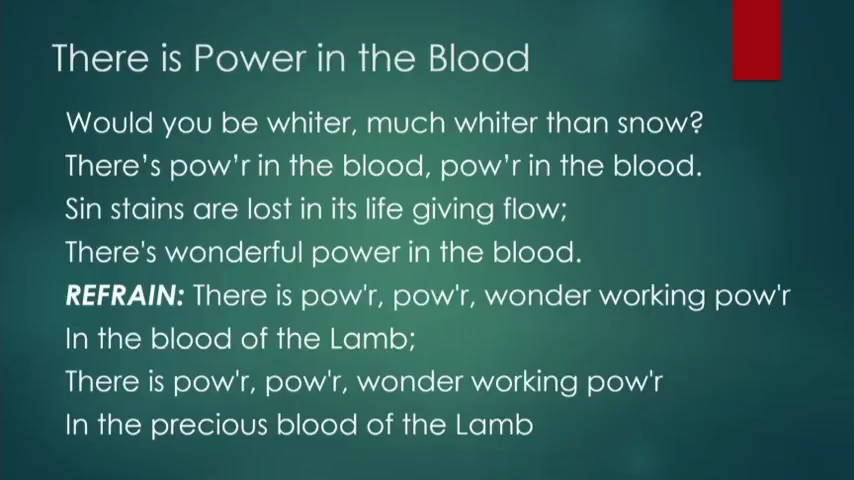 There is Power in the Blood
Would you be whiter, much whiter than snow?
There’s pow’r in the blood, pow’r in the blood.
Sin stains are lost in its life giving flow;
There's wonderful power in the blood.
REFRAIN: There is pow'r, pow'r, wonder working pow'r
In the blood of the Lamb;
There is pow'r, pow'r, wonder working pow'r
In the precious blood of the Lamb